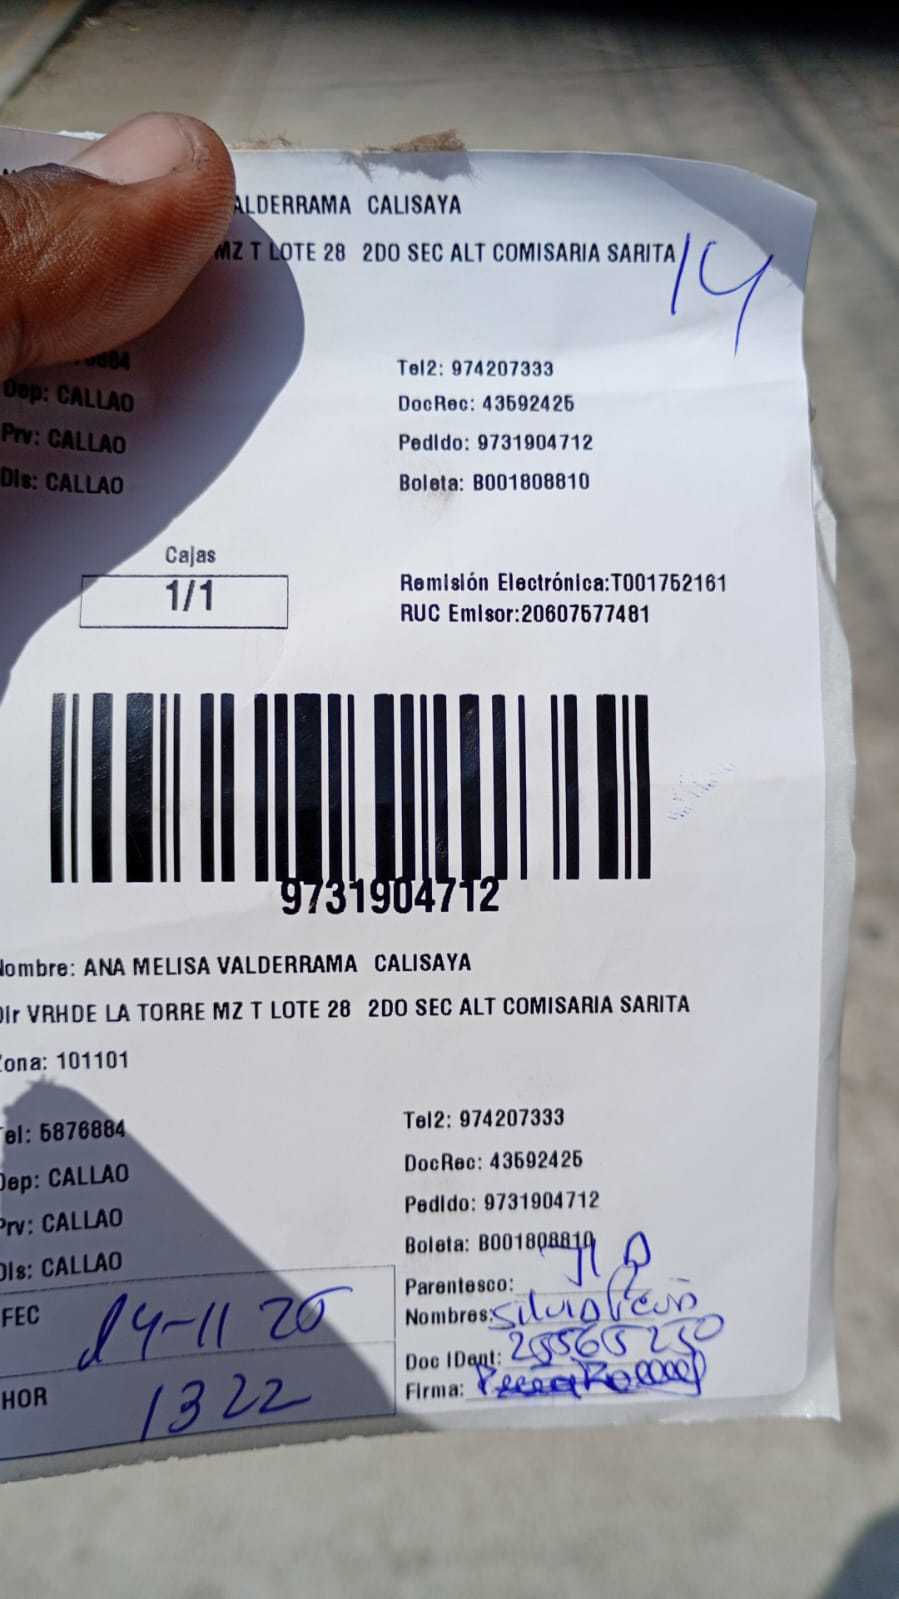 ALDERRAMA CALISAYA
MZ T LOTE 28 2DO SEC ALT COMISARIA SARITA
14
6884
Tel2: 974207333
Dep: CALLAO
DocRec: 43592425
Prv: CALLAO
Pedido: 9731904712
Dis: CALLAO
Boleta: B001808810
Cajas
1/1
Remisión Electrónica:T001752161
RUC Emisor:20607577481
9731904712
Nombre: ANA MELISA VALDERRAMA CALISAYA
Dir VRHDE LA TORRE MZ T LOTE 28 2DO SEC ALT COMISARIA SARITA
Zona: 101101
Tel: 5876884
Tel2: 974207333
Dep: CALLAO
DocRec: 43592425
Prv: CALLAO
Pedido: 9731904712
Dis: CALLAO
Boleta: B001808810
Parentesco:
FEC 14-11 25
Nombres: Silvia
Doc IDent: 25565250
HOR 1322
Firma: